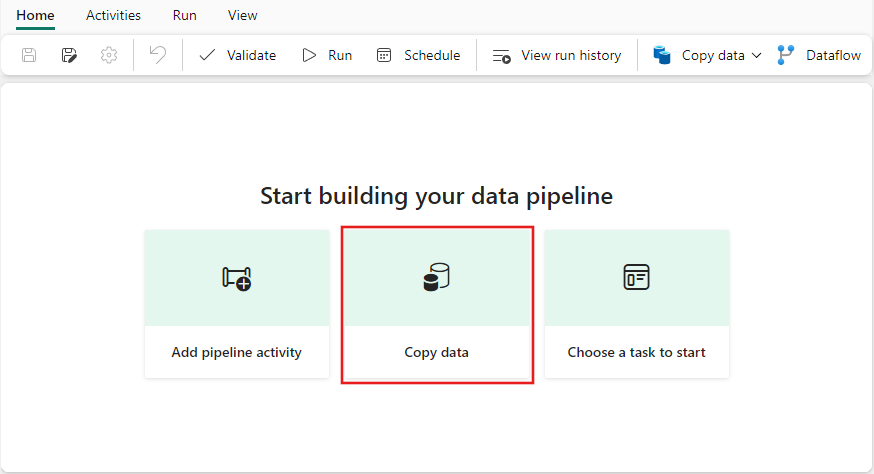 Home Activities Run View
Validate Run Schedule View run history Copy data Dataflow
Start building your data pipeline
Add pipeline activity Copy data Choose a task to start